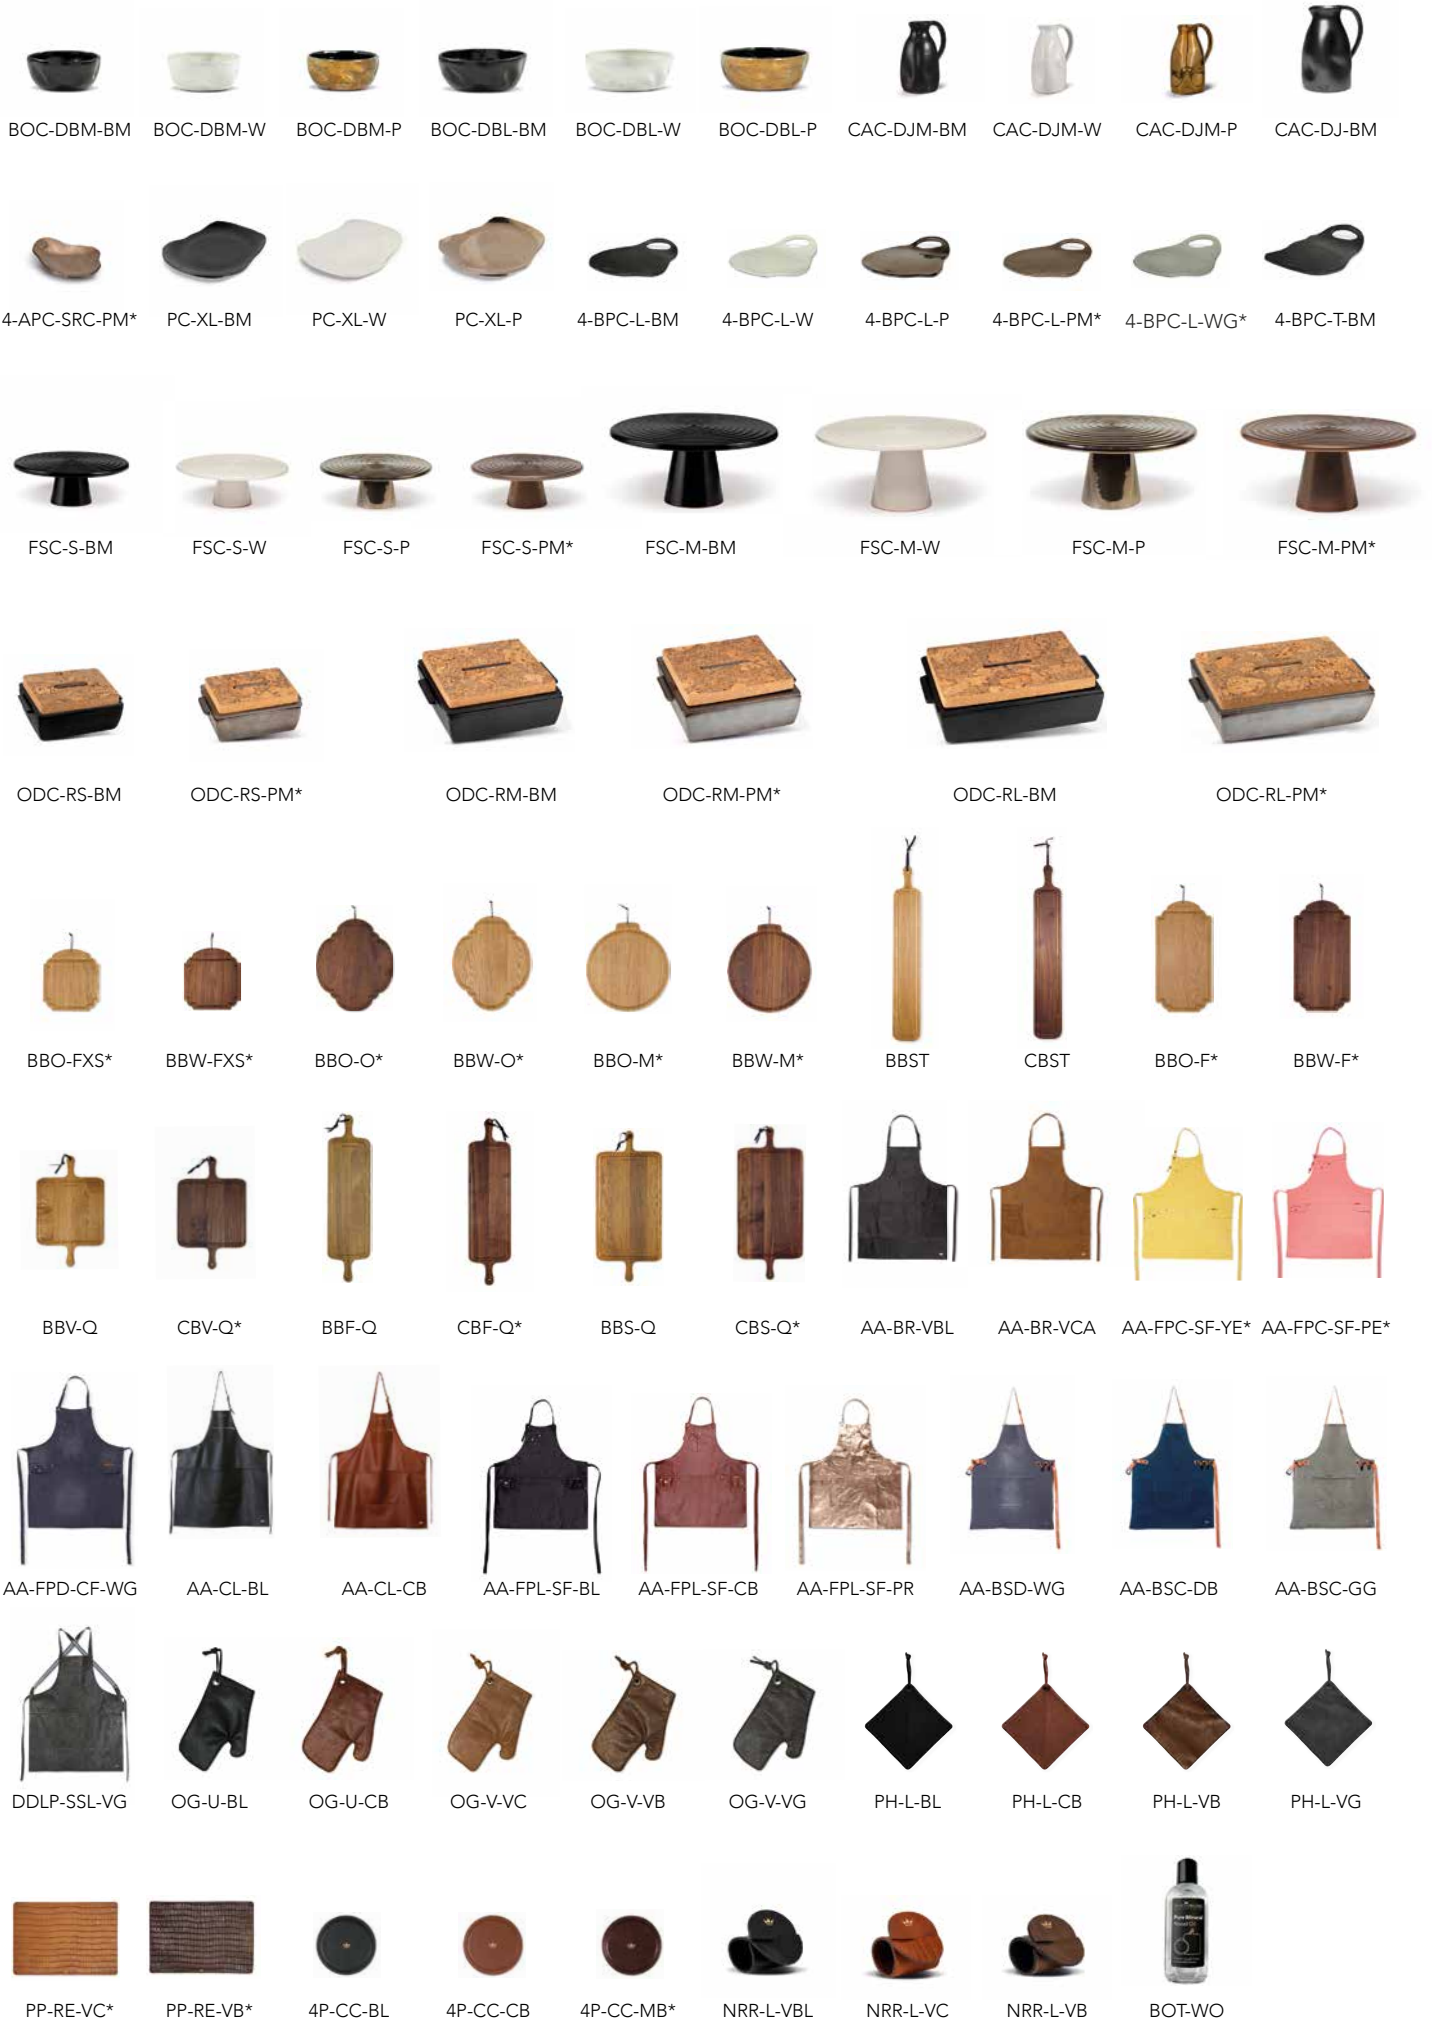 BOC-DBM-BM BOC-DBM-W BOC-DBM-P BOC-DBL-BM BOC-DBL-W BOC-DBL-P CAC-DJM-BM CAC-DJM-W CAC-DJM-P CAC-DJ-BM
4-APC-SRC-PM* PC-XL-BM PC-XL-W PC-XL-P 4-BPC-L-BM 4-BPC-L-W 4-BPC-L-P 4-BPC-L-PM* 4-BPC-L-WG* 4-BPC-T-BM
FSC-S-BM FSC-S-W FSC-S-P FSC-S-PM* FSC-M-BM FSC-M-W FSC-M-P FSC-M-PM*
ODC-RS-BM ODC-RS-PM* ODC-RM-BM ODC-RM-PM* ODC-RL-BM ODC-RL-PM*
BBO-FXS* BBW-FXS* BBO-O* BBW-O* BBO-M* BBW-M* BBST CBST BBO-F* BBW-F*
BBV-Q CBV-Q* BBF-Q CBF-Q* BBS-Q CBS-Q* AA-BR-VBL AA-BR-VCA AA-FPC-SF-YE* AA-FPC-SF-PE*
AA-FPD-CF-WG AA-CL-BL AA-CL-CB AA-FPL-SF-BL AA-FPL-SF-CB AA-FPL-SF-PR AA-BSD-WG AA-BSC-DB AA-BSC-GG
DDLP-SSL-VG OG-U-BL OG-U-CB OG-V-VC OG-V-VB OG-V-VG PH-L-BL PH-L-CB PH-L-VB PH-L-VG
Pure Mineral
Wood Oil
PP-RE-VC* PP-RE-VB* 4P-CC-BL 4P-CC-CB 4P-CC-MB* NRR-L-VBL NRR-L-VC NRR-L-VB BOT-WO